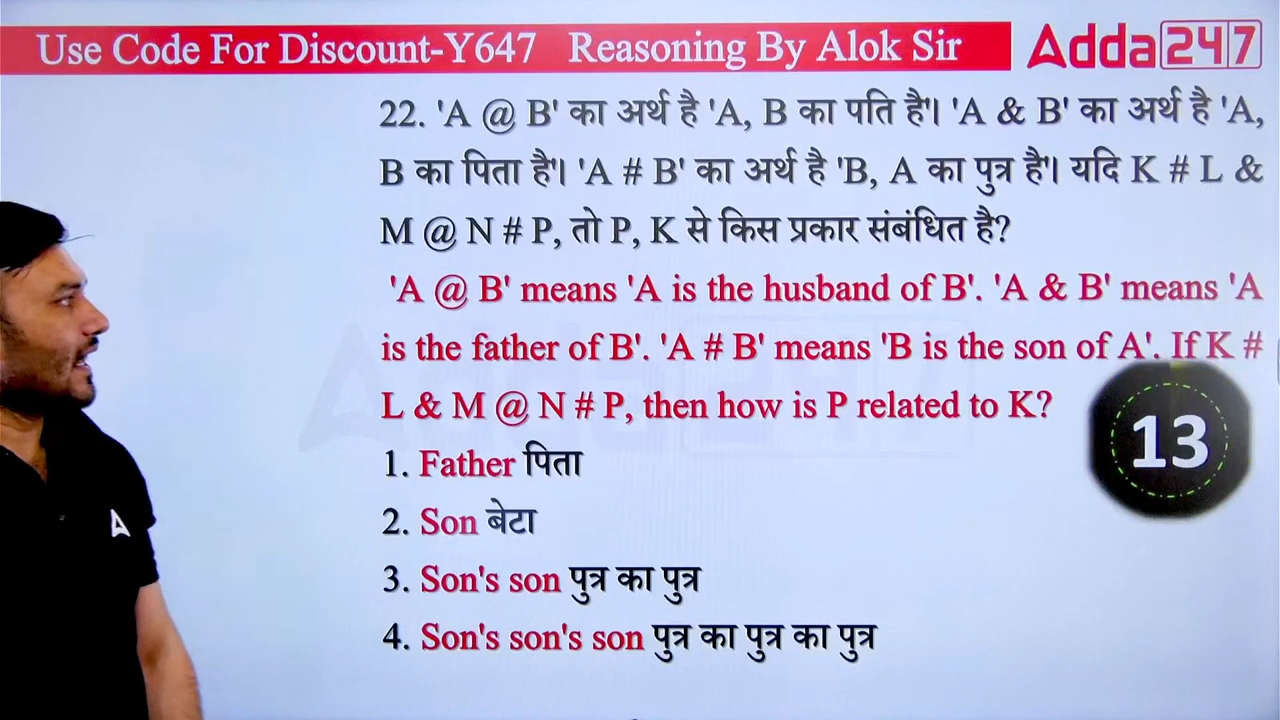 Use Code For Discount-Y647 Reasoning By Alok Sir Adda247
22. 'A @ B' का अर्थ है 'A, B का पति है'। 'A & B' का अर्थ है 'A,
B का पिता है'। 'A # B' का अर्थ है 'B, A का पुत्र है'। यदि K # L &
M @ N # P, तो P, K से किस प्रकार संबंधित है?
'A @ B' means 'A is the husband of B'. 'A & B' means 'A
is the father of B'. 'A # B' means 'B is the son of A'. If K #
L & M @ N # P, then how is P related to K?
13
1. Father पिता
2. Son बेटा
3. Son's son पुत्र का पुत्र
4. Son's son's son पुत्र का पुत्र का पुत्र
Adda247